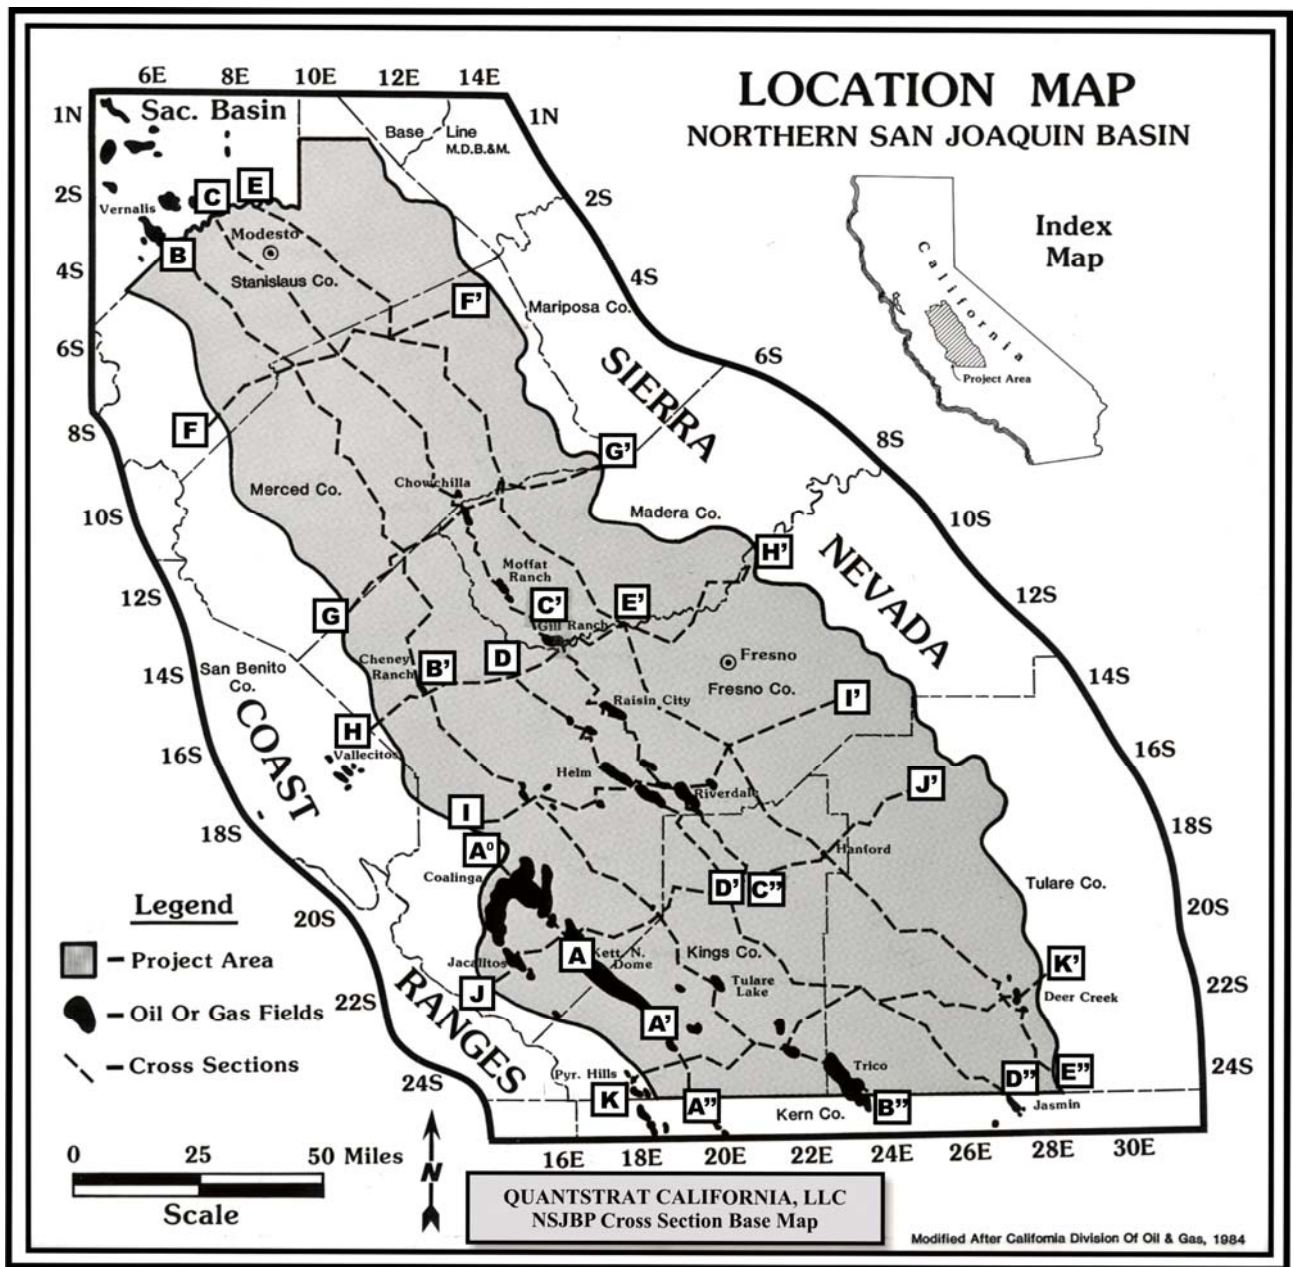 LOCATION MAP
NORTHERN SAN JOAQUIN BASIN
6E 8E 10E 12E 14E
1N
Sac. Basin
Base Line
M.D.B.&M.
1N
2S
2S
C
E
Vernalis
B
Modesto
Stanislaus Co.
4S
4S
F'
Mariposa Co.
Index
Map
California
Project Area
6S
6S
SIERRA
F
8S
8S
G'
Merced Co.
Chowchilla
Madera Co.
10S
10S
H'
NEVADA
Moffat
Ranch
12S
12S
G
C'
E'
Gill Ranch
Cheney
Ranch
B'
D
Fresno
Fresno Co.
San Benito
Co.
14S
14S
COAST
H
Vallecitos
Raisin City
I'
16S
16S
Helm
Riverdale
J'
I
18S
18S
A⁰
Coalinga
Hanford
D'
C"
Tulare Co.
Legend
20S
20S
Project Area
Jacalitos
A
Kett. N.
Dome
Kings Co.
Tulare
Lake
K'
Deer Creek
J
RANGES
22S
22S
Oil Or Gas Fields
A'
Cross Sections
24S
24S
Pyr. Hills
Trico
K
A"
Kern Co.
B"
D"
E"
Jasmin
0 25 50 Miles
Scale
N
16E 18E 20E 22E 24E 26E 28E 30E
QUANTSTRAT CALIFORNIA, LLC
NSJBP Cross Section Base Map
Modified After California Division Of Oil & Gas, 1984